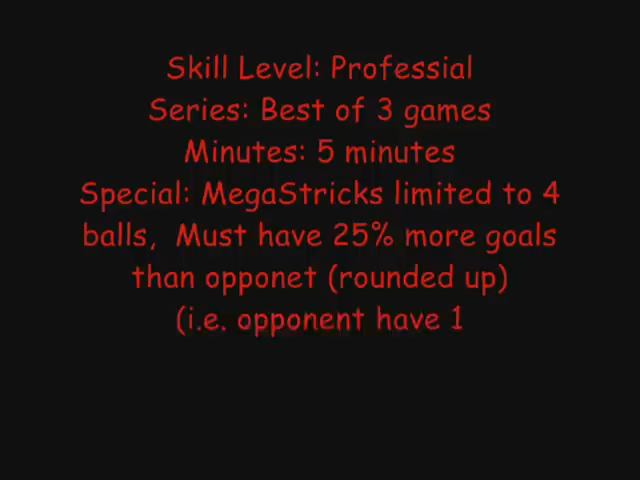 Skill Level: Professial
Series: Best of 3 games
Minutes: 5 minutes
Special: MegaStricks limited to 4
balls, Must have 25% more goals
than opponet (rounded up)
(i.e. opponent have 1